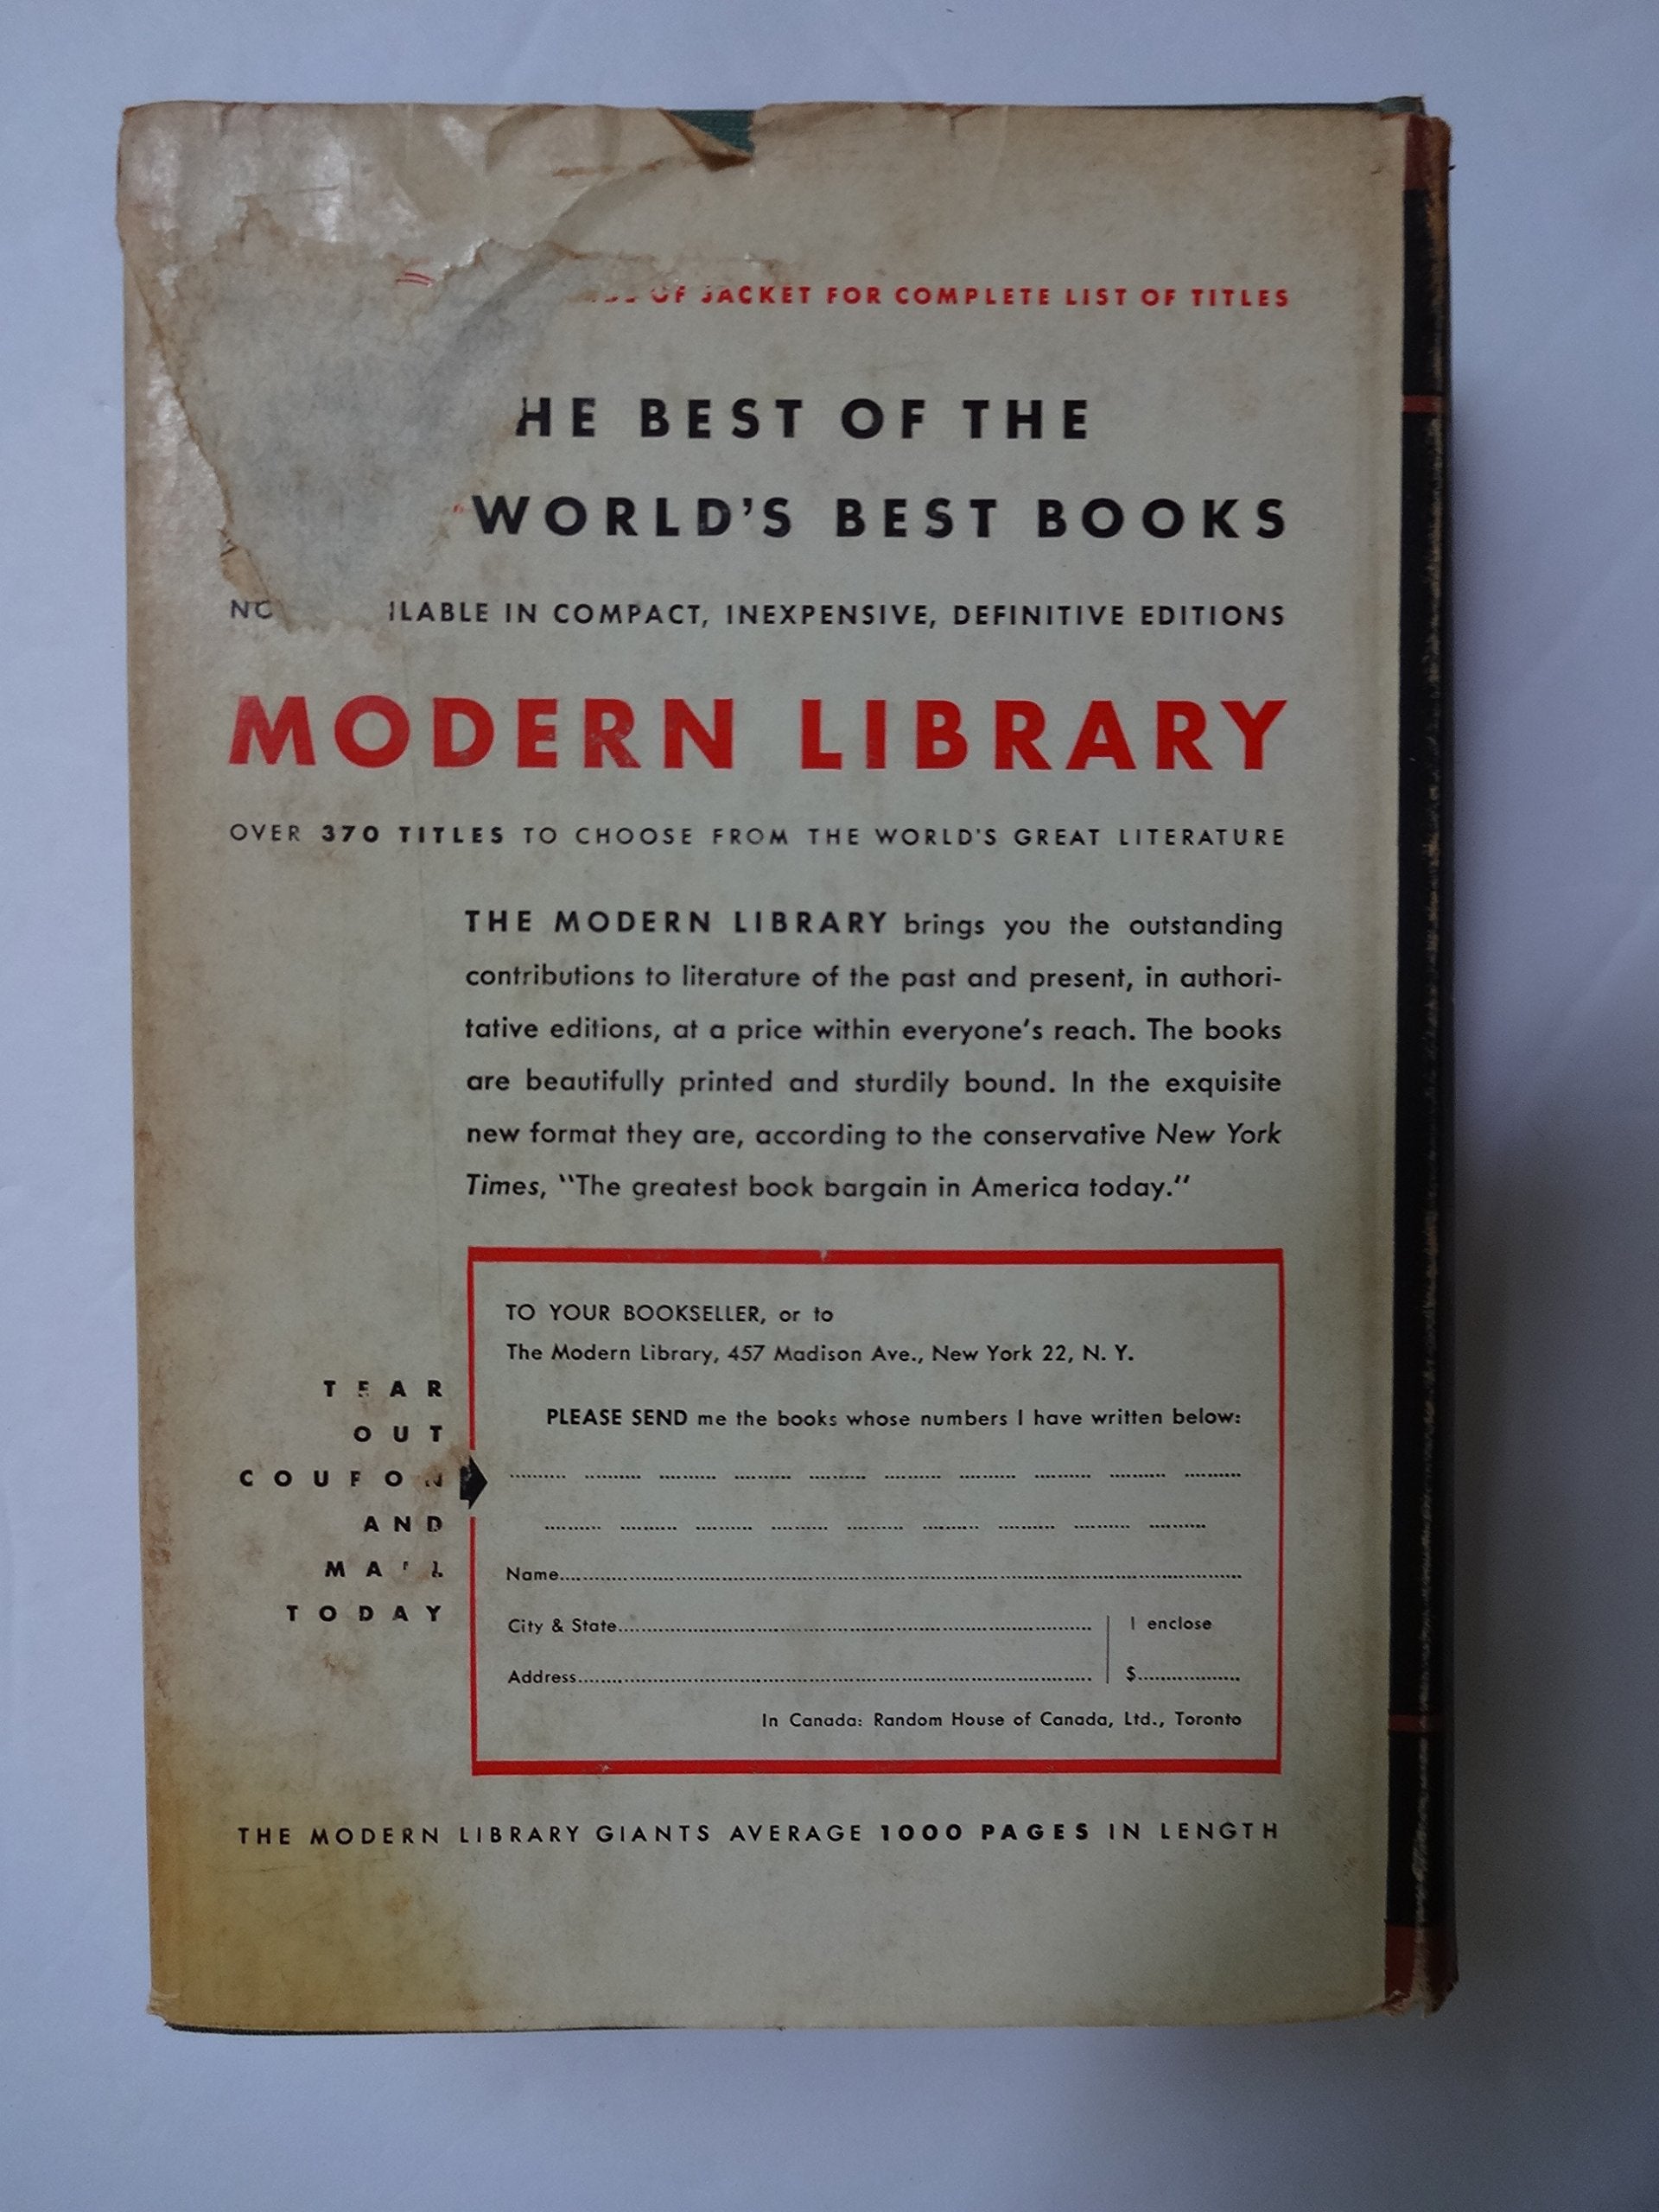 OF JACKET FOR COMPLETE LIST OF TITLES
HE BEST OF THE
WORLD'S BEST BOOKS
ILABLE IN COMPACT, INEXPENSIVE, DEFINITIVE EDITIONS
MODERN LIBRARY
OVER 370 TITLES TO CHOOSE FROM THE WORLD'S GREAT LITERATURE
THE MODERN LIBRARY brings you the outstanding
contributions to literature of the past and present, in authori-
tative editions, at a price within everyone's reach. The books
are beautifully printed and sturdily bound. In the exquisite
new format they are, according to the conservative New York
Times, "The greatest book bargain in America today."
TEAR
OUT
COUPON
AND
MAIL
TODAY
TO YOUR BOOKSELLER, or to
The Modern Library, 457 Madison Ave., New York 22, N. Y.
PLEASE SEND me the books whose numbers I have written below:
Name
City & State
I enclose
Address
$
In Canada: Random House of Canada, Ltd., Toronto
THE MODERN LIBRARY GIANTS AVERAGE 1000 PAGES IN LENGTH